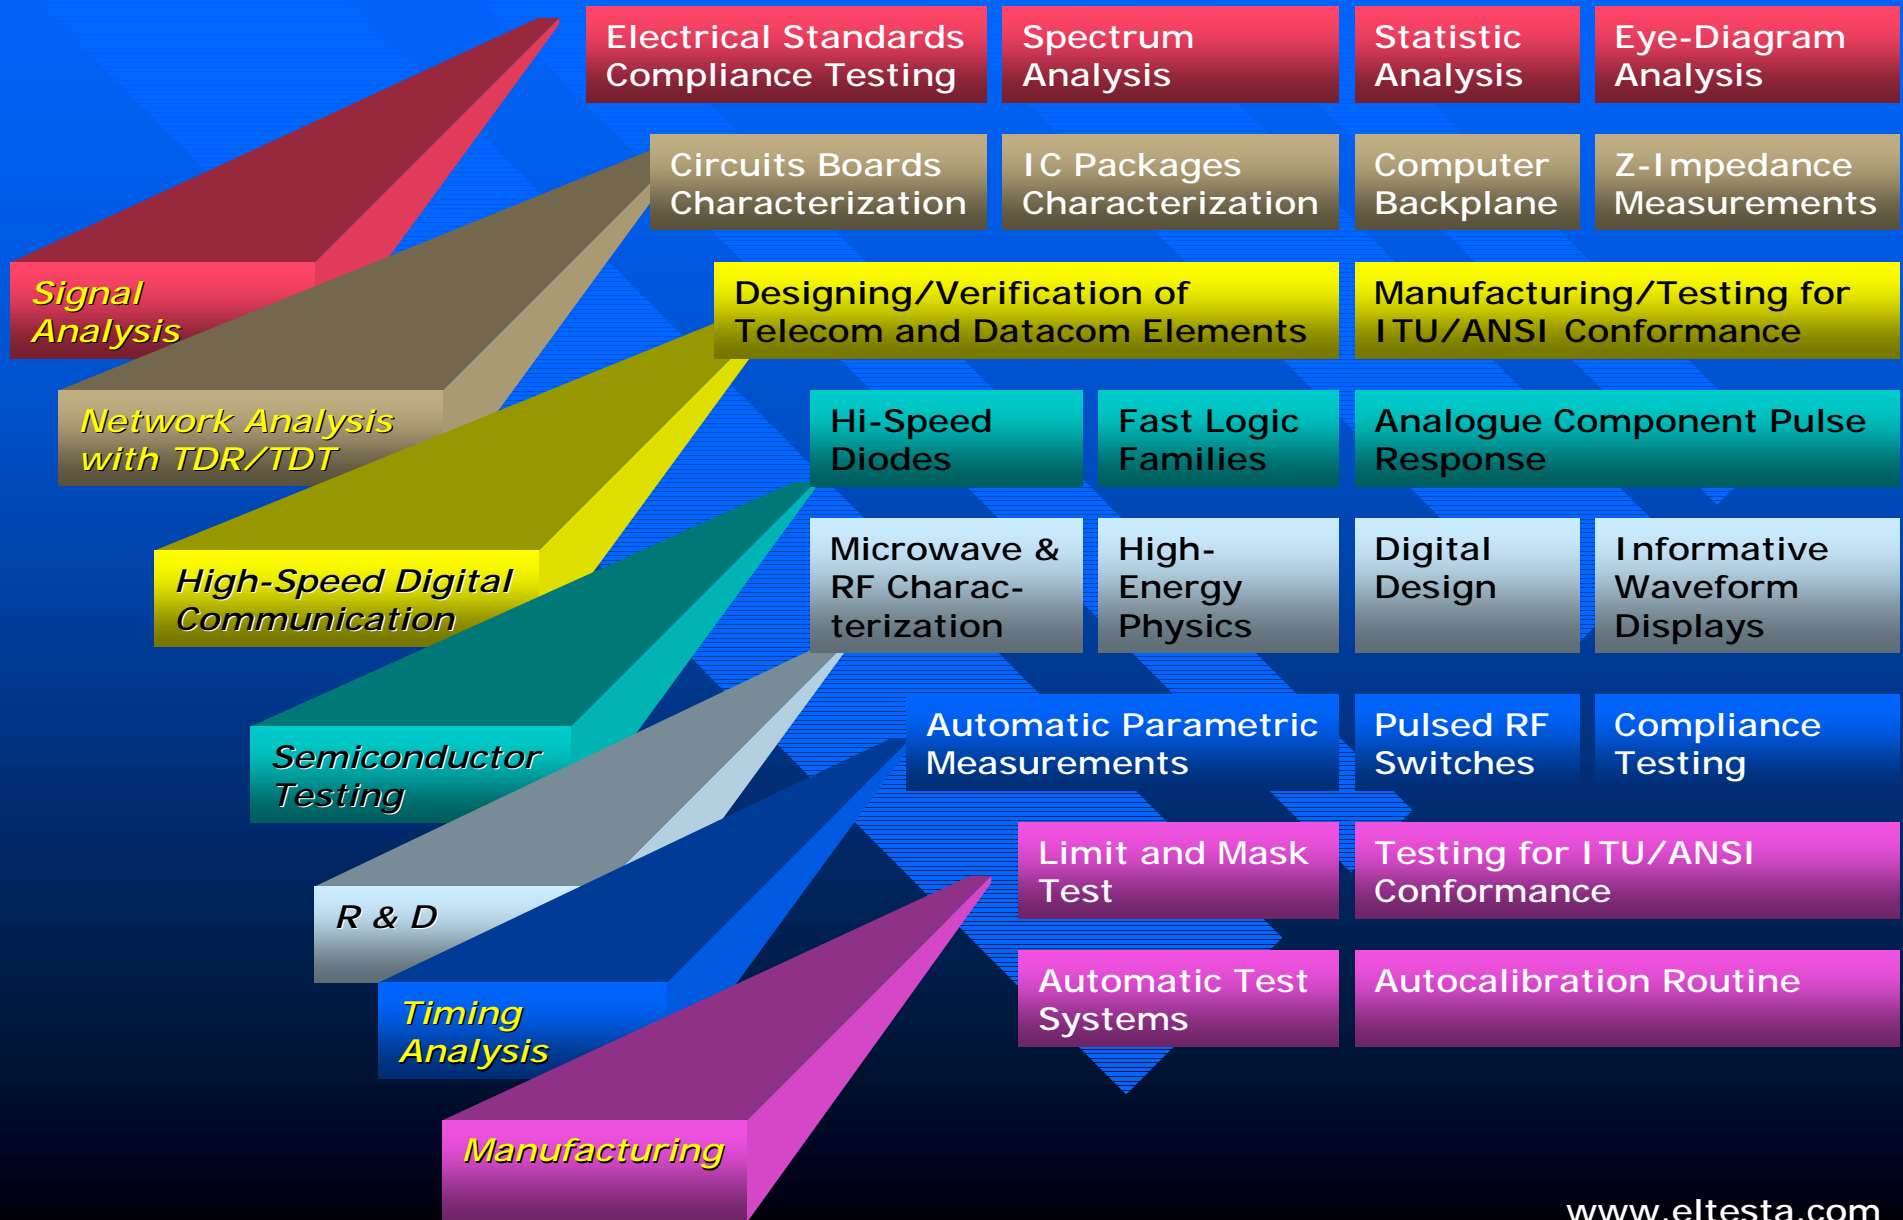 Electrical Standards
Compliance Testing
Spectrum
Analysis
Statistic
Analysis
Eye-Diagram
Analysis
Circuits Boards
Characterization
IC Packages
Characterization
Computer
Backplane
Z-Impedance
Measurements
Signal
Analysis
Designing/Verification of
Telecom and Datacom Elements
Manufacturing/Testing for
ITU/ANSI Conformance
Network Analysis
with TDR/TDT
Hi-Speed
Diodes
Fast Logic
Families
Analogue Component Pulse
Response
High-Speed Digital
Communication
Microwave &
RF Charac-
terization
High-
Energy
Physics
Digital
Design
Informative
Waveform
Displays
Semiconductor
Testing
Automatic Parametric
Measurements
Pulsed RF
Switches
Compliance
Testing
R & D
Limit and Mask
Test
Testing for ITU/ANSI
Conformance
Timing
Analysis
Automatic Test
Systems
Autocalibration Routine
Manufacturing
www.eltesta.com